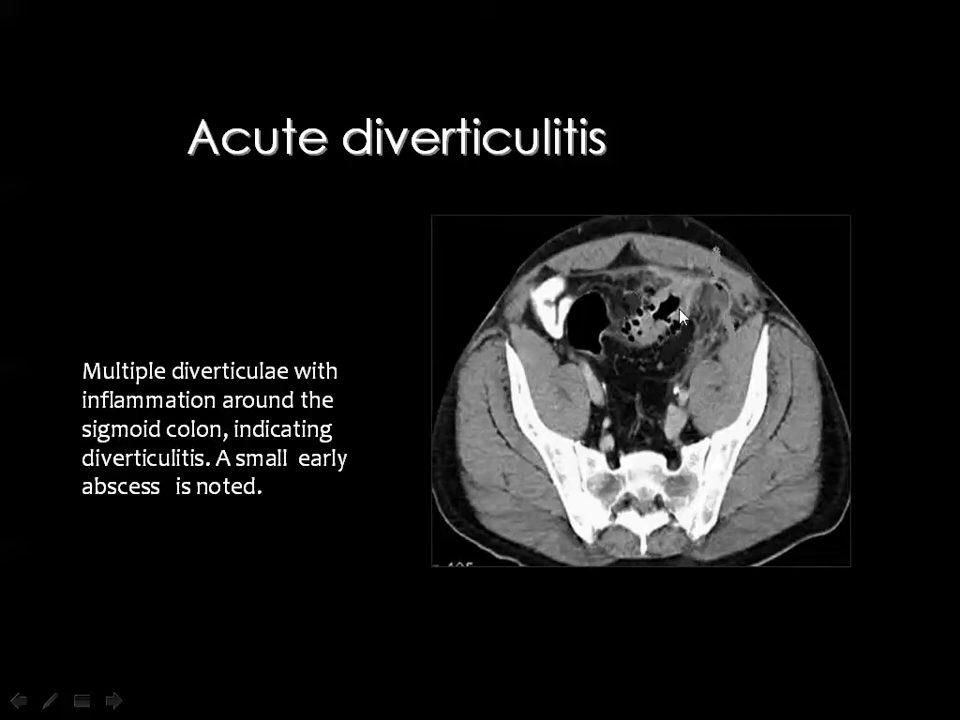 Acute diverticulitis
Multiple diverticulae with
inflammation around the
sigmoid colon, indicating
diverticulitis. A small early
abscess is noted.